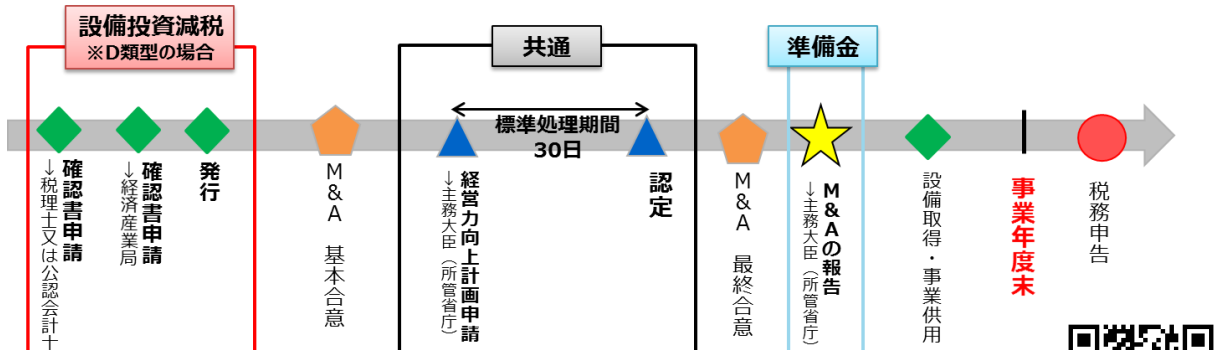 設備投資減税
※D類型の場合
共通
準備金
標準処理期間
30日
確認書申請
↓税理士又は公認会計士
確認書申請
↓経済産業局
発行
M&A 基本合意
経営力向上計画申請
↓主務大臣（所管省庁）
認定
M&A 最終合意
M&Aの報告
↓主務大臣（所管省庁）
設備取得・事業供用
事業年度末
税務申告